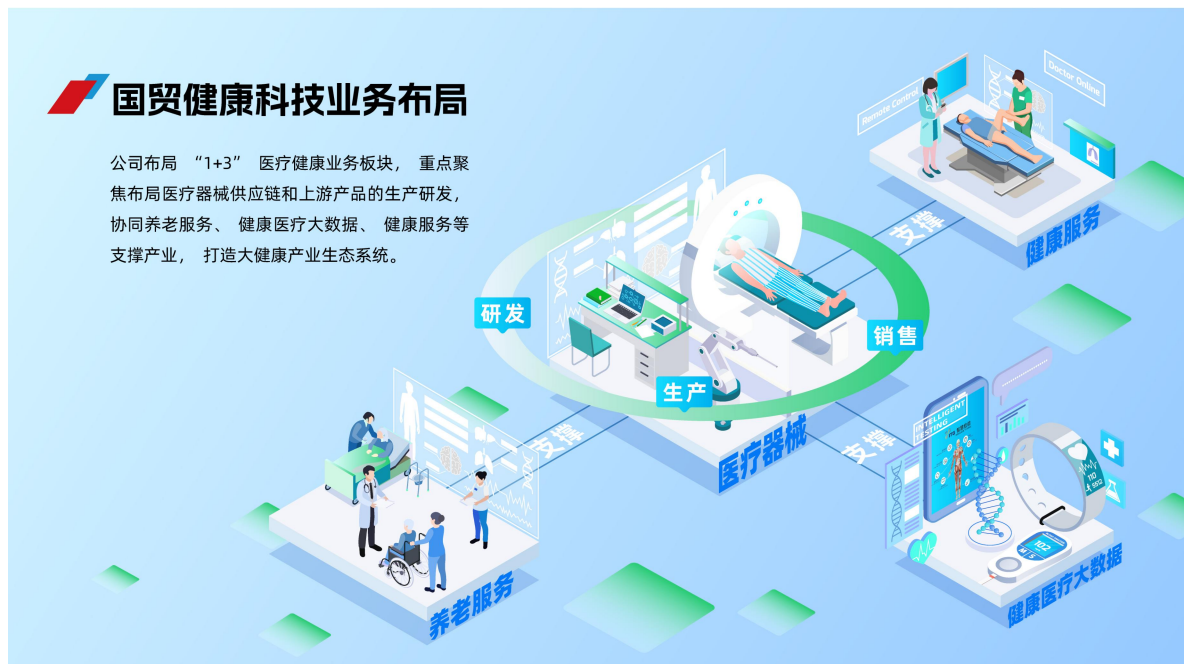 国贸健康科技业务布局
公司布局 “1+3” 医疗健康业务板块， 重点聚
焦布局医疗器械供应链和上游产品的生产研发，
协同养老服务、 健康医疗大数据、 健康服务等
支撑产业， 打造大健康产业生态系统。
Remote Control
Doctor Online
支撑
健康服务
研发
销售
生产
医疗器械
支撑
支撑
INTELLIGENT
TESTING
110
102
养老服务
健康医疗大数据